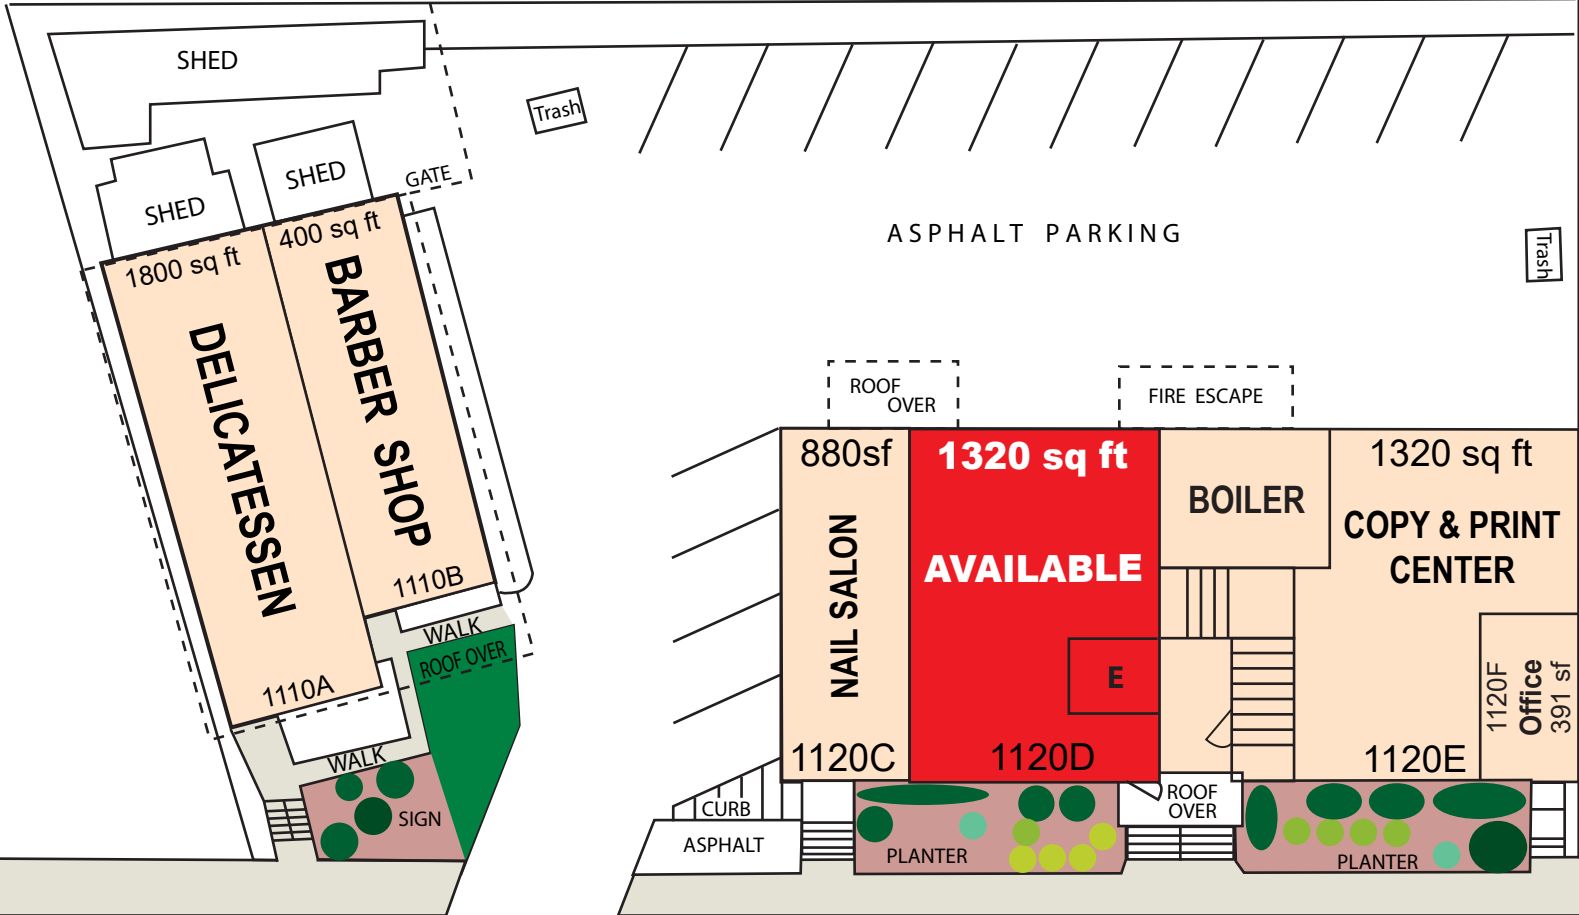 SHED
Trash
SHED
SHED
GATE
400 sq ft
1800 sq ft
BARBER SHOP
DELICATESSEN
1110B
1110A
WALK
ROOF OVER
WALK
SIGN
ASPHALT PARKING
Trash
ROOF
OVER
FIRE ESCAPE
880sf
NAIL SALON
1120C
1320 sq ft
AVAILABLE
E
1120D
BOILER
1320 sq ft
COPY & PRINT
CENTER
1120E
1120F
Office
391 sf
CURB
ASPHALT
PLANTER
ROOF
OVER
PLANTER